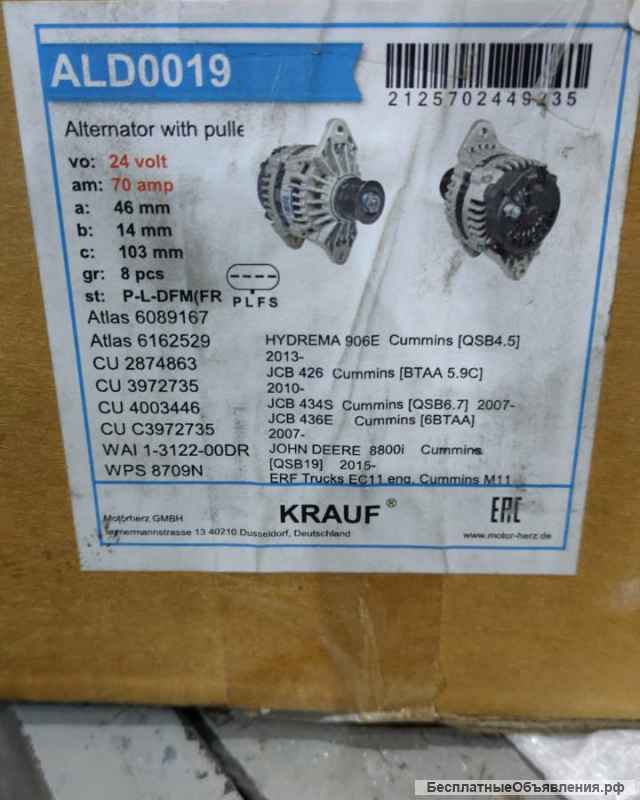 ALD0019
2125702449235
Alternator with pulle
vo: 24 volt
am: 70 amp
a: 46 mm
b: 14 mm
c: 103 mm
gr: 8 pcs
st: P-L-DFM(FR
P L F S
Atlas 6089167
Atlas 6162529
CU 2874863
CU 3972735
CU 4003446
CU C3972735
WAI 1-3122-00DR
WPS 8709N
HYDREMA 906E Cummins [QSB4.5]
2013-
JCB 426 Cummins [BTAA 5.9C]
2010-
JCB 434S Cummins [QSB6.7] 2007-
JCB 436E Cummins [6BTAA]
2007-
JOHN DEERE 8800i Cummins
[QSB19] 2015-
ERF Trucks EC11 eng. Cummins M11
Motorherz GMBH
13 40210 Dusseldorf, Deutschland
KRAUF ®
EAC
www.motor-herz.de
БесплатныеОбъявления.рф